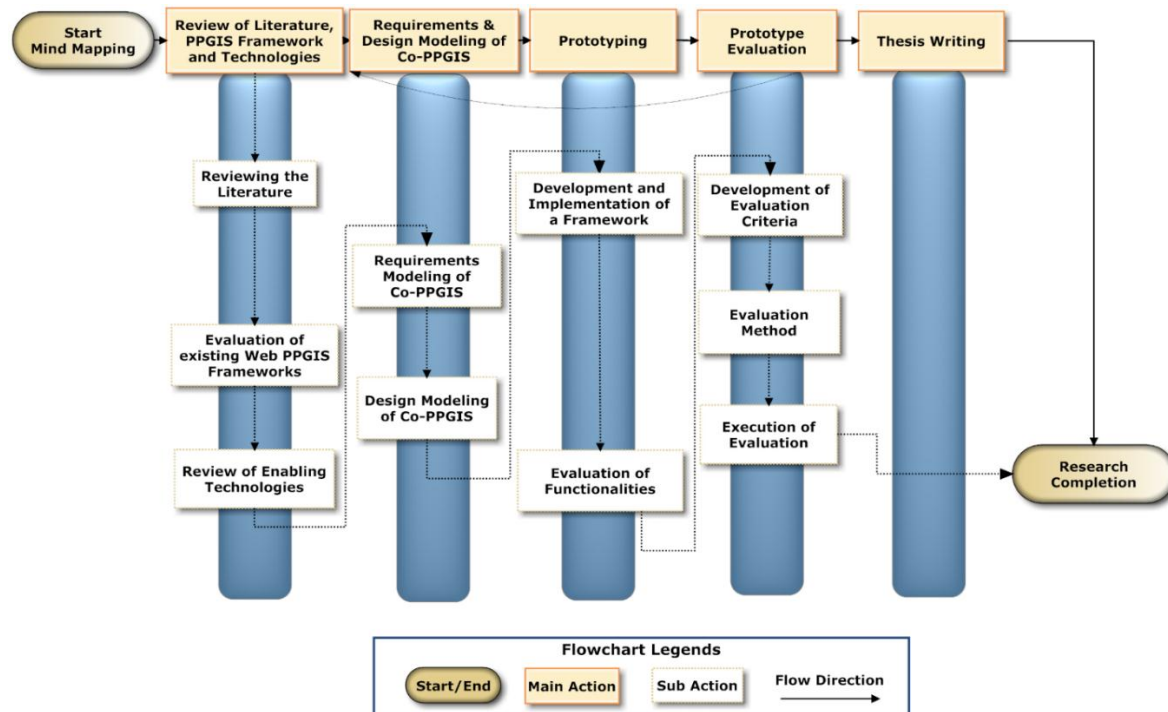 Start
Mind Mapping
Review of Literature,
PPGIS Framework
and Technologies
Requirements &
Design Modeling of
Co-PPGIS
Prototyping
Prototype
Evaluation
Thesis Writing
Reviewing the
Literature
Evaluation of
existing Web PPGIS
Frameworks
Review of Enabling
Technologies
Requirements
Modeling of
Co-PPGIS
Design Modeling
of Co-PPGIS
Development and
Implementation of
a Framework
Evaluation of
Functionalities
Development of
Evaluation
Criteria
Evaluation
Method
Execution of
Evaluation
Research
Completion
Flowchart Legends
Start/End
Main Action
Sub Action
Flow Direction